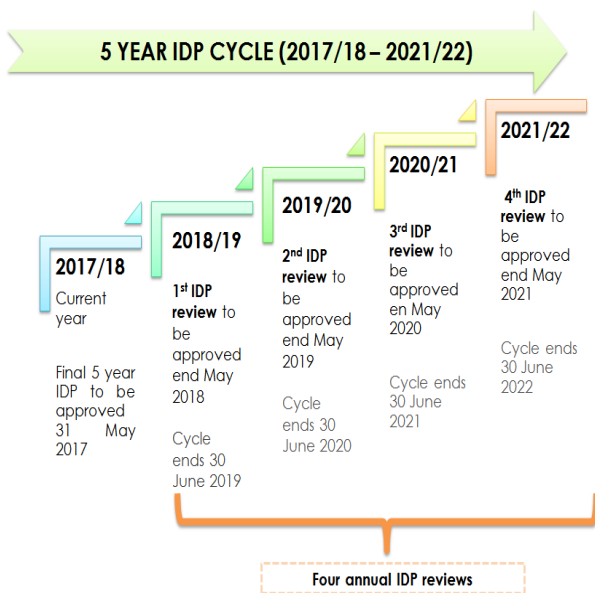 5 YEAR IDP CYCLE (2017/18 – 2021/22)
2017/18
Current
year
Final 5 year
IDP to be
approved
31 May
2017
2018/19
1st IDP
review to
be
approved
end May
2018
Cycle
ends 30
June 2019
2019/20
2nd IDP
review to
be
approved
end May
2019
Cycle
ends 30
June 2020
2020/21
3rd IDP
review to
be
approved
en May
2020
Cycle ends
30 June
2021
2021/22
4th IDP
review to
be
approved
end May
2021
Cycle ends
30 June
2022
Four annual IDP reviews